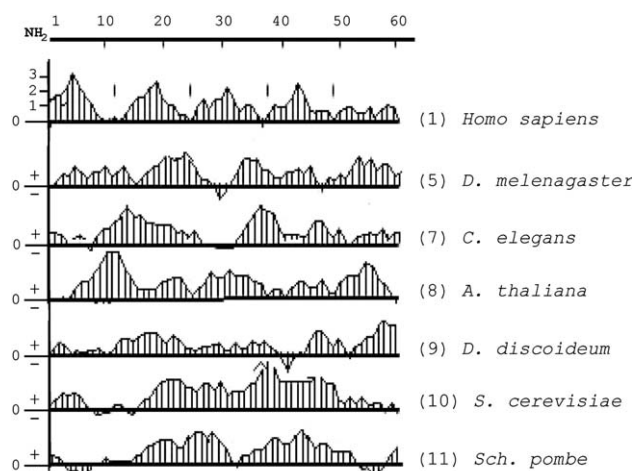 1 10 20 30 40 50 60
NH2
3
2
1
0
(1) Homo sapiens
+
0
−
(5) D. melenagaster
+
0
(7) C. elegans
−
+
0
(8) A. thaliana
−
+
0
(9) D. discoideum
−
+
0
(10) S. cerevisiae
−
+
0
(11) Sch. pombe